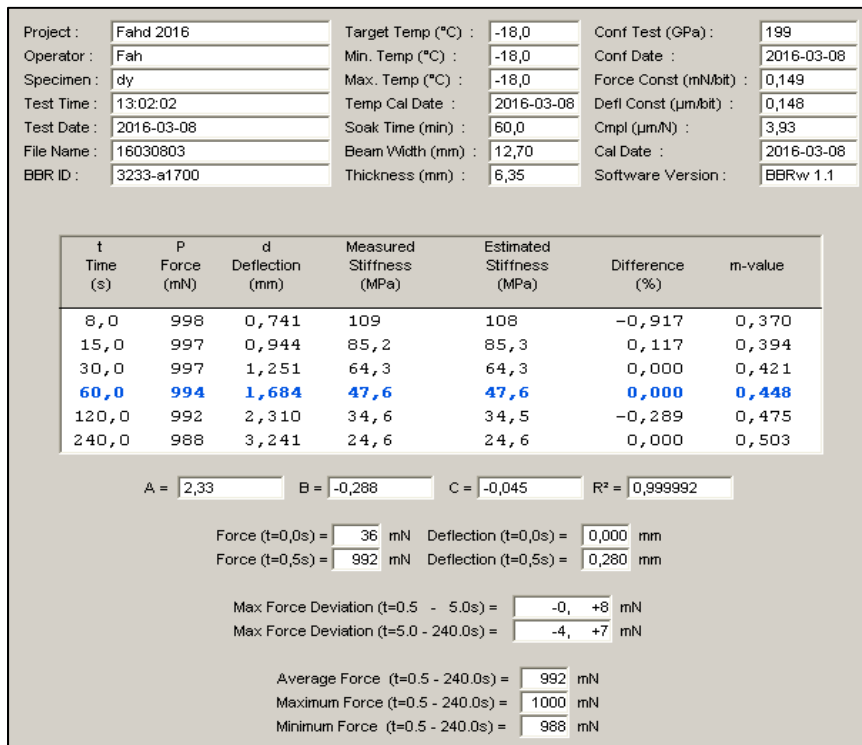 Project : Fahd 2016 Target Temp (°C) : -18,0 Conf Test (GPa) : 199
Operator : Fah Min. Temp (°C) : -18,0 Conf Date : 2016-03-08
Specimen : dy Max. Temp (°C) : -18,0 Force Const (mN/bit) : 0,149
Test Time : 13:02:02 Temp Cal Date : 2016-03-08 Defl Const (µm/bit) : 0,148
Test Date : 2016-03-08 Soak Time (min) : 60,0 Cmpl (µm/N) : 3,93
File Name : 16030803 Beam Width (mm) : 12,70 Cal Date : 2016-03-08
BBR ID : 3233-a1700 Thickness (mm) : 6,35 Software Version : BBRw 1.1
t P d Measured Estimated
Time Force Deflection Stiffness Stiffness Difference m-value
(s) (mN) (mm) (MPa) (MPa) (%)
8,0 998 0,741 109 108 -0,917 0,370
15,0 997 0,944 85,2 85,3 0,117 0,394
30,0 997 1,251 64,3 64,3 0,000 0,421
60,0 994 1,684 47,6 47,6 0,000 0,448
120,0 992 2,310 34,6 34,5 -0,289 0,475
240,0 988 3,241 24,6 24,6 0,000 0,503
A = 2,33 B = -0,288 C = -0,045 R² = 0,999992
Force (t=0,0s) = 36 mN Deflection (t=0,0s) = 0,000 mm
Force (t=0,5s) = 992 mN Deflection (t=0,5s) = 0,280 mm
Max Force Deviation (t=0.5 - 5.0s) = -0, +8 mN
Max Force Deviation (t=5.0 - 240.0s) = -4, +7 mN
Average Force (t=0.5 - 240.0s) = 992 mN
Maximum Force (t=0.5 - 240.0s) = 1000 mN
Minimum Force (t=0.5 - 240.0s) = 988 mN